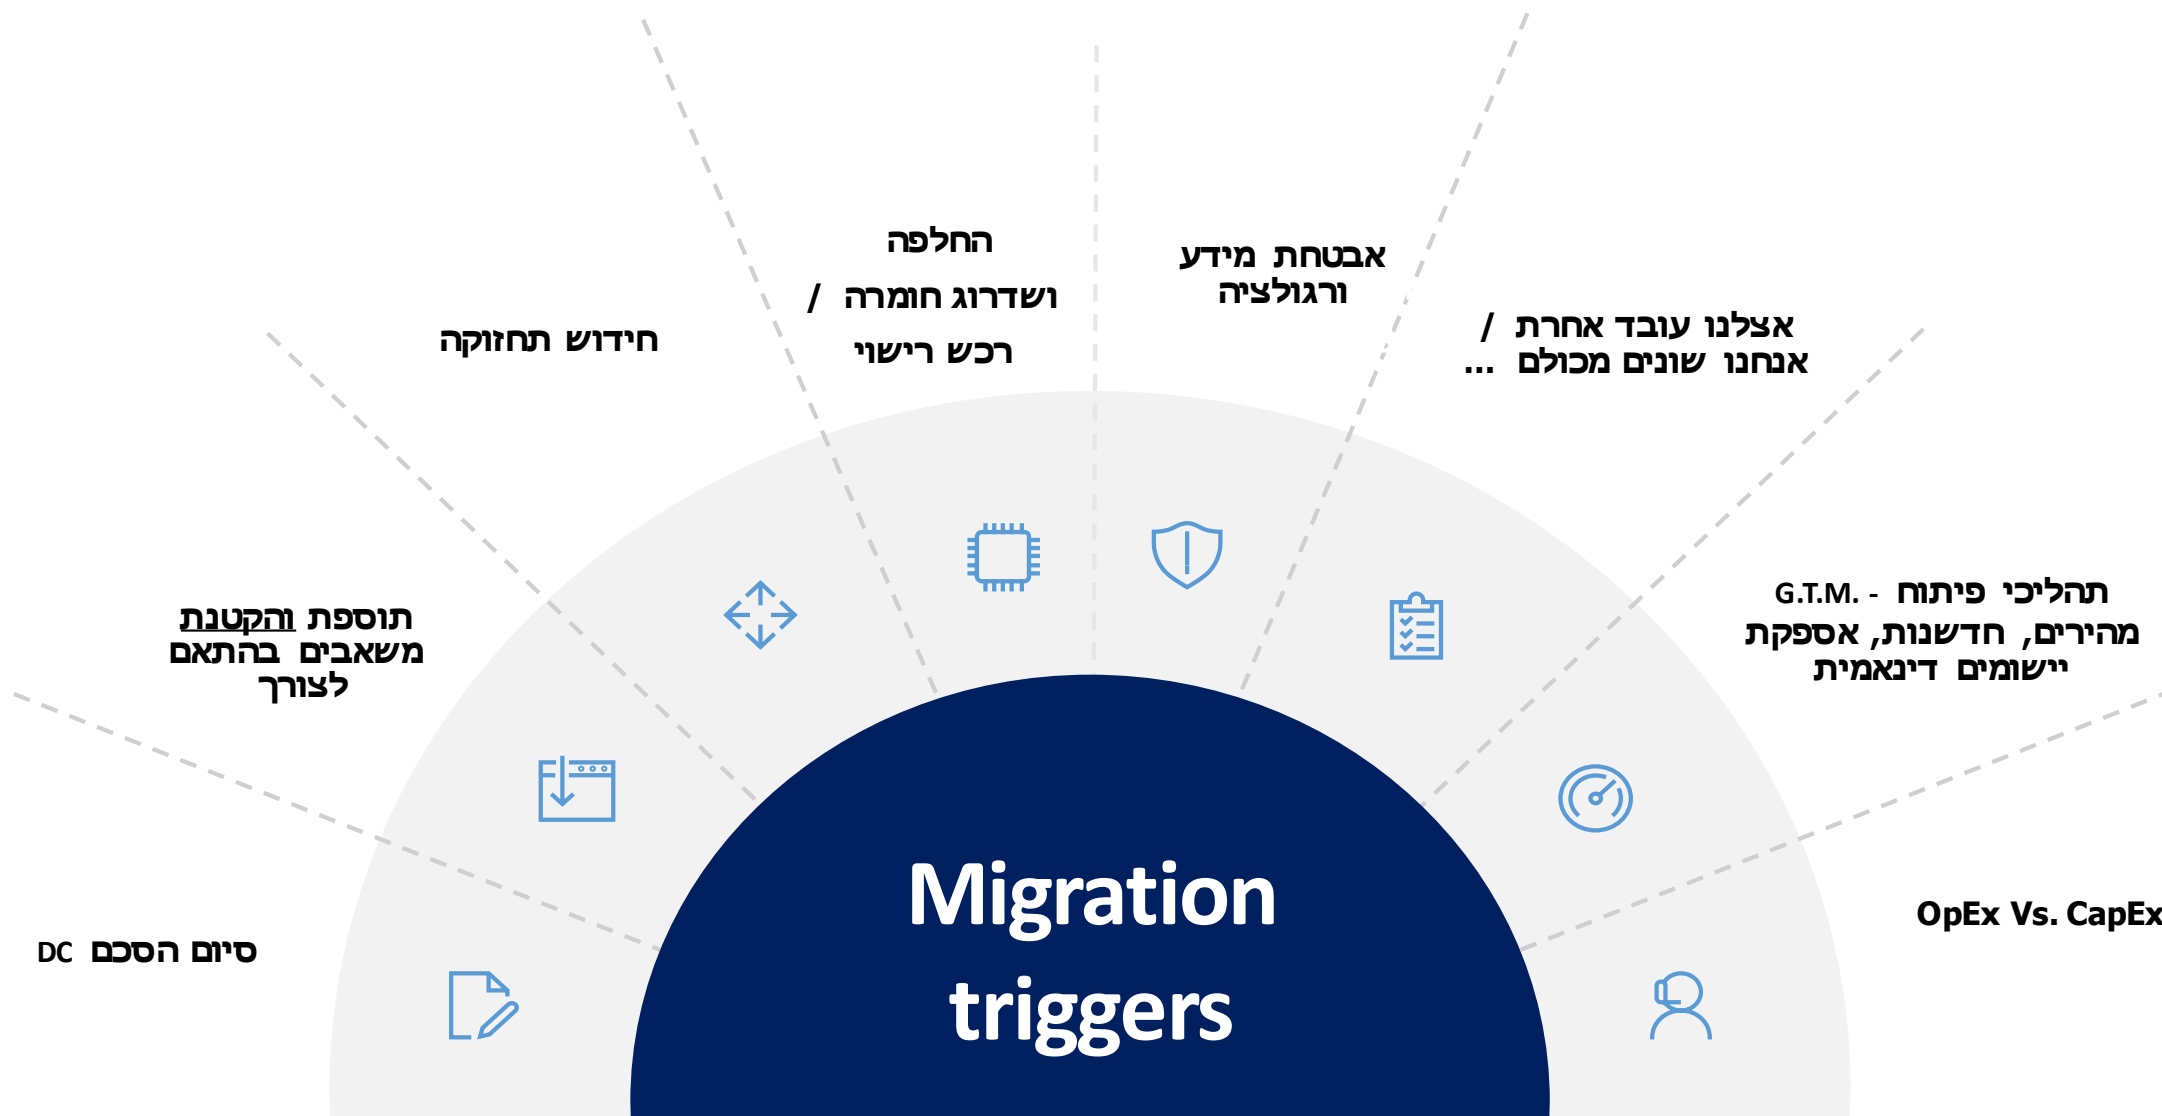 החלפה
ושדרוג חומרה /
רכש רישוי
אבטחת מידע
ורגולציה
חידוש תחזוקה
אצלנו עובד אחרת /
אנחנו שונים מכולם ...
תוספת והקטנת
משאבים בהתאם
לצורך
תהליכי פיתוח - G.T.M.
מהירים, חדשנות, אספקת
יישומים דינאמית
סיום הסכם DC
OpEx Vs. CapEx
Migration
triggers